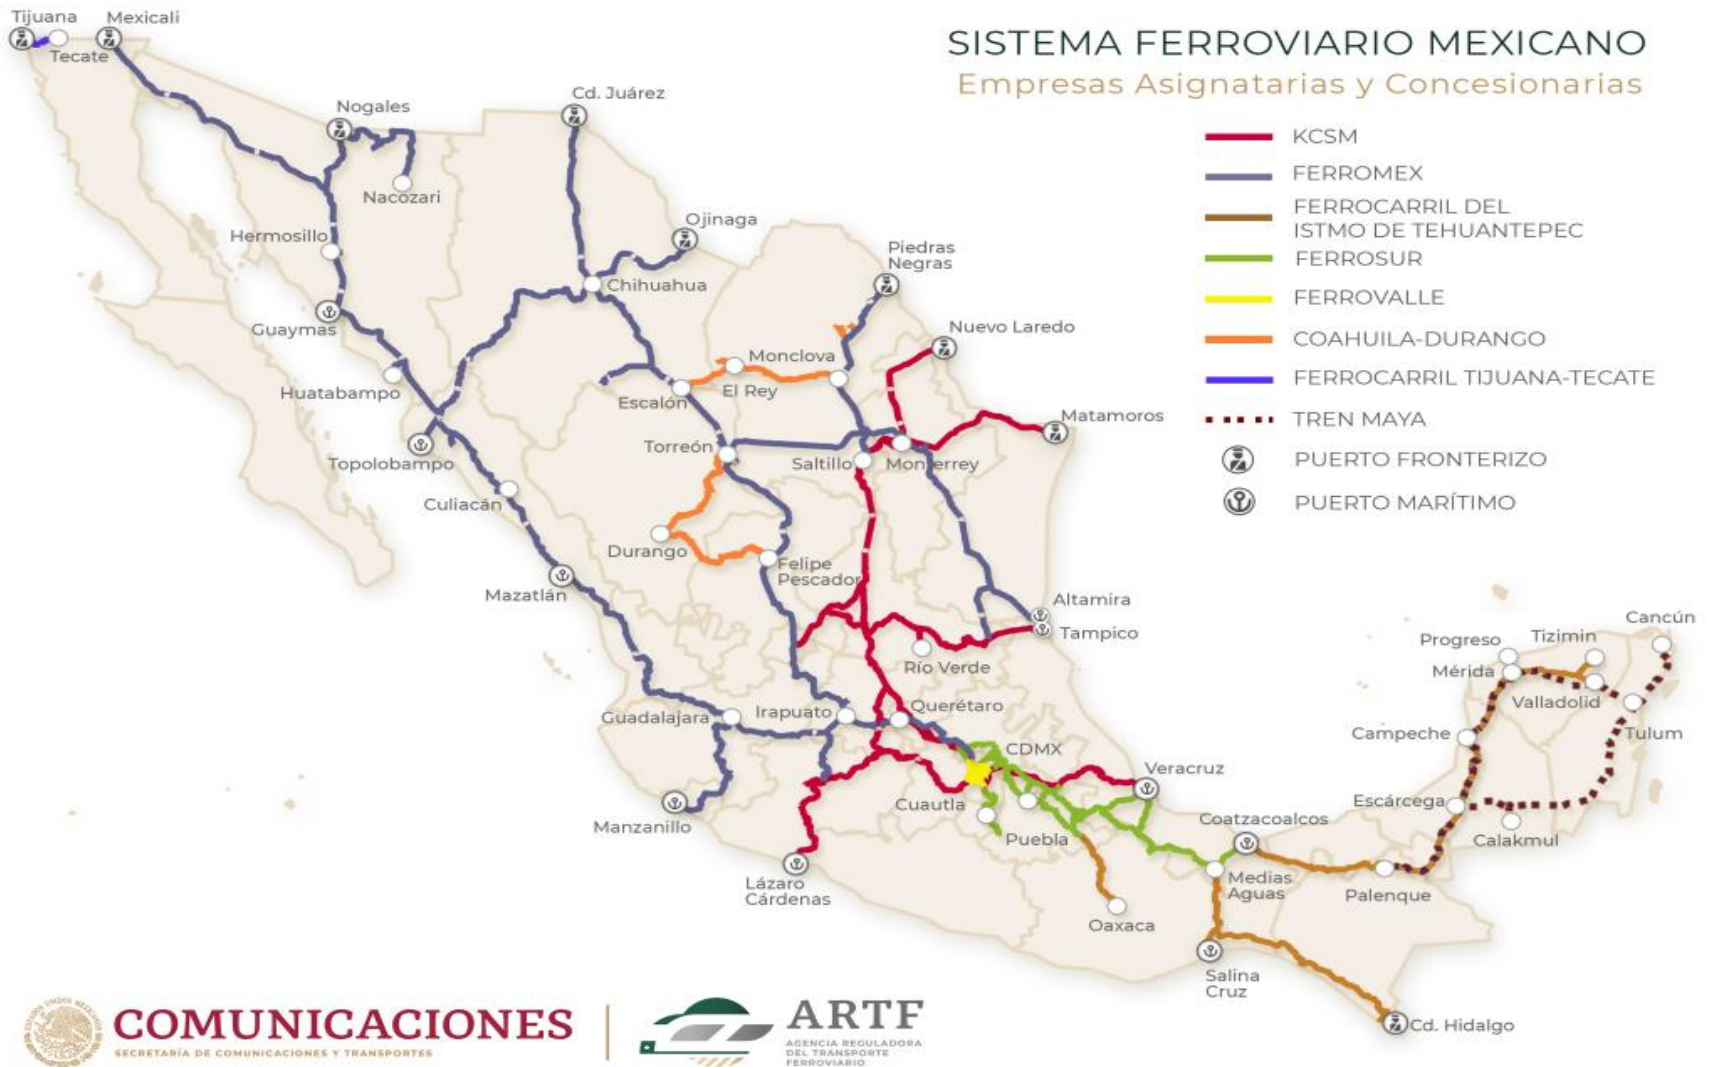 SISTEMA FERROVIARIO MEXICANO
Empresas Asignatarias y Concesionarias
KCSM
FERROMEX
FERROCARRIL DEL
ISTMO DE TEHUANTEPEC
FERROSUR
FERROVALLE
COAHUILA-DURANGO
FERROCARRIL TIJUANA-TECATE
TREN MAYA
PUERTO FRONTERIZO
PUERTO MARÍTIMO
Tijuana
Mexicali
Tecate
Nogales
Cd. Juárez
Nacozari
Hermosillo
Ojinaga
Piedras
Negras
Chihuahua
Guaymas
Nuevo Laredo
Monclova
Huatabampo
El Rey
Escalón
Matamoros
Torreón
Topolobampo
Saltillo
Monterrey
Culiacán
Durango
Felipe
Pescador
Mazatlán
Altamira
Tampico
Río Verde
Cancún
Progreso
Tizimin
Mérida
Valladolid
Guadalajara
Irapuato
Querétaro
Campeche
Tulum
CDMX
Veracruz
Manzanillo
Cuautla
Puebla
Escárcega
Coatzacoalcos
Calakmul
Lázaro
Cárdenas
Medias
Aguas
Palenque
Oaxaca
Salina
Cruz
Cd. Hidalgo
COMUNICACIONES
SECRETARÍA DE COMUNICACIONES Y TRANSPORTES
ARTF
AGENCIA REGULADORA
DEL TRANSPORTE
FERROVIARIO